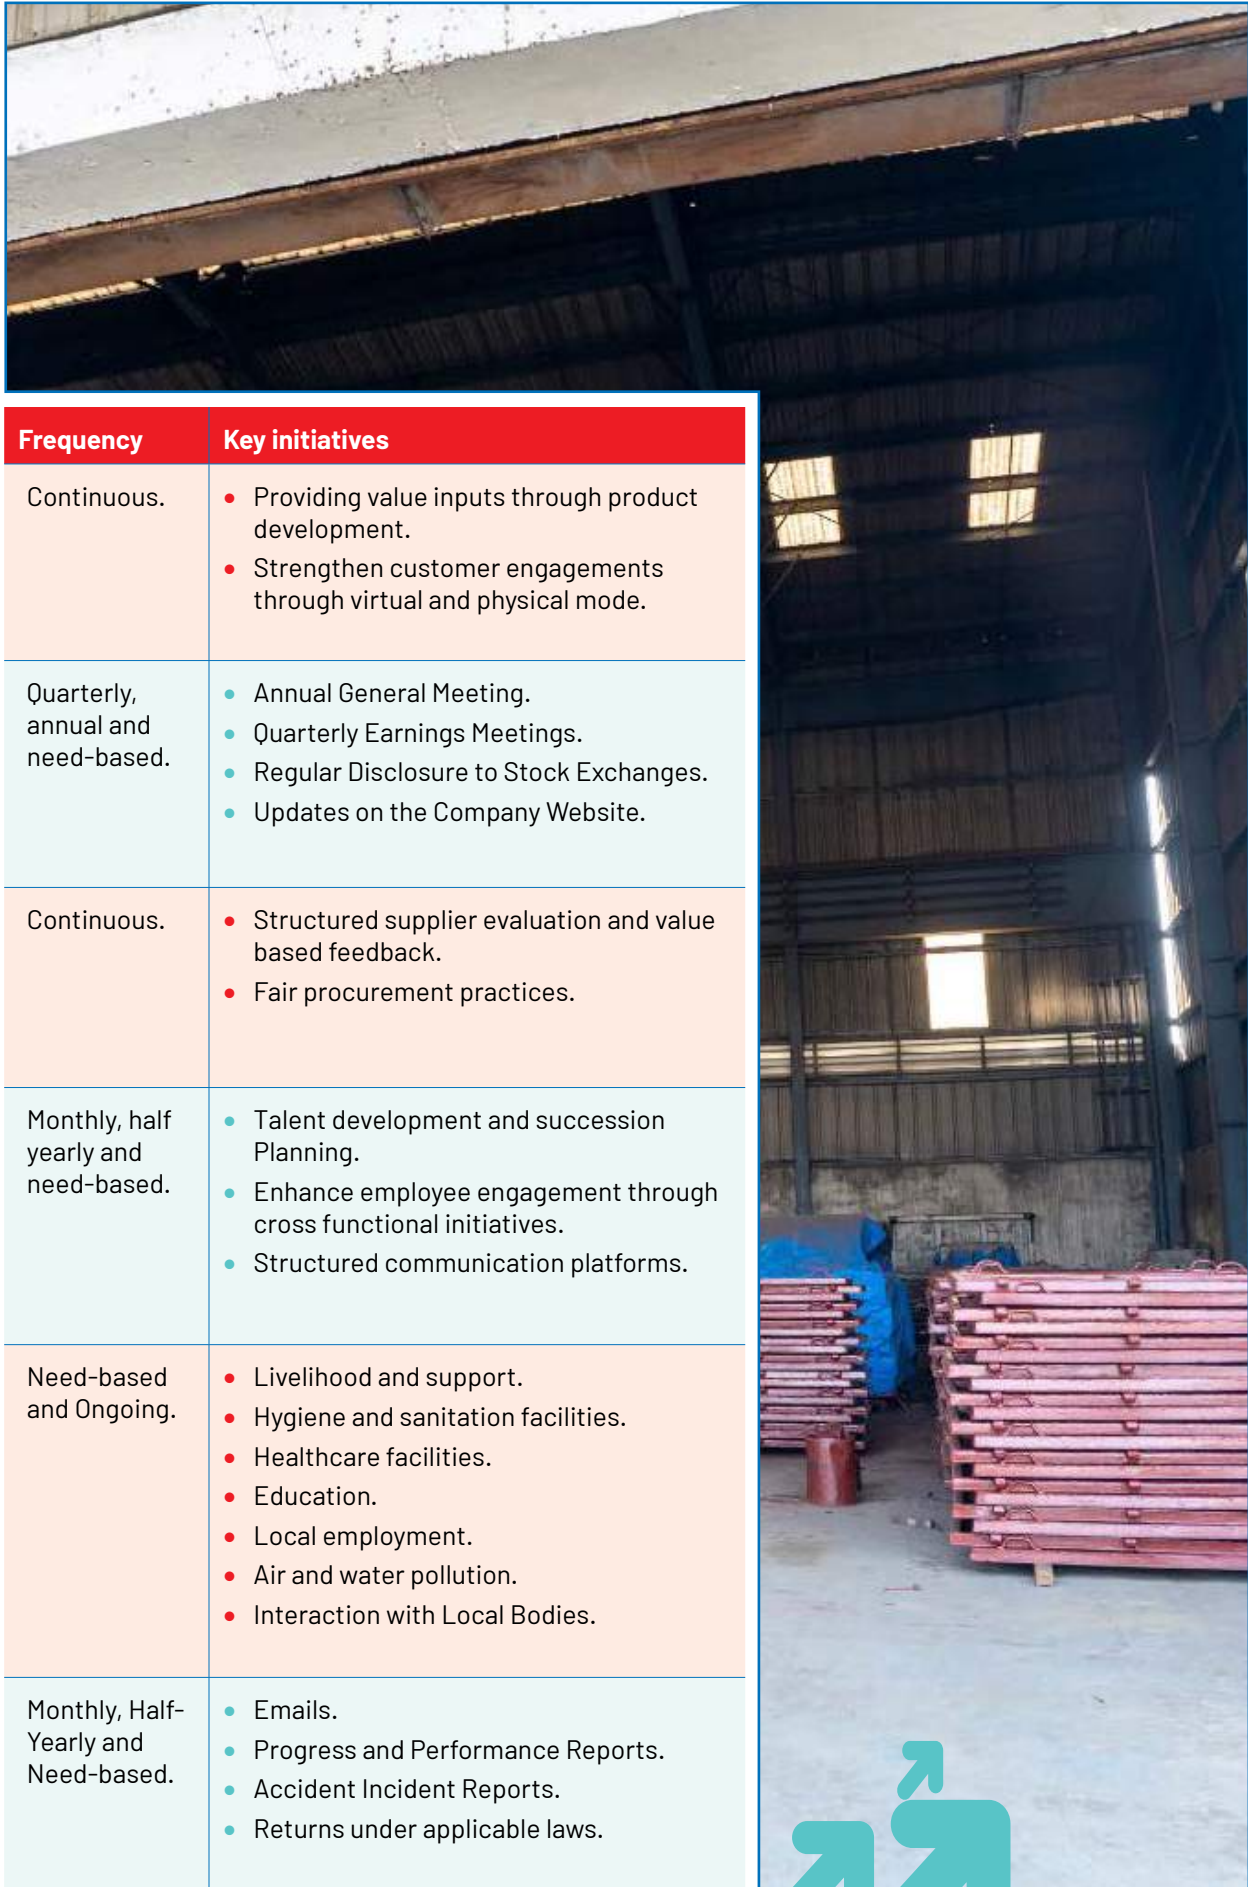 Frequency
Key initiatives
Continuous.
• Providing value inputs through product
development.
• Strengthen customer engagements
through virtual and physical mode.
Quarterly,
annual and
need-based.
• Annual General Meeting.
• Quarterly Earnings Meetings.
• Regular Disclosure to Stock Exchanges.
• Updates on the Company Website.
Continuous.
• Structured supplier evaluation and value
based feedback.
• Fair procurement practices.
Monthly, half
yearly and
need-based.
• Talent development and succession
Planning.
• Enhance employee engagement through
cross functional initiatives.
• Structured communication platforms.
Need-based
and Ongoing.
• Livelihood and support.
• Hygiene and sanitation facilities.
• Healthcare facilities.
• Education.
• Local employment.
• Air and water pollution.
• Interaction with Local Bodies.
Monthly, Half-
Yearly and
Need-based.
• Emails.
• Progress and Performance Reports.
• Accident Incident Reports.
• Returns under applicable laws.